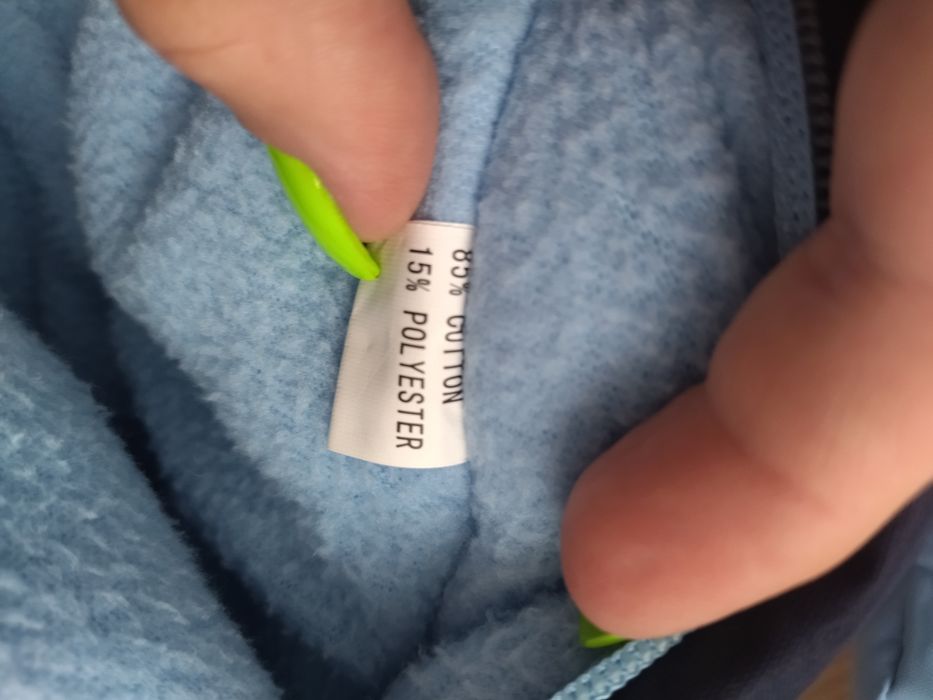 85% COTTON
15% POLYESTER